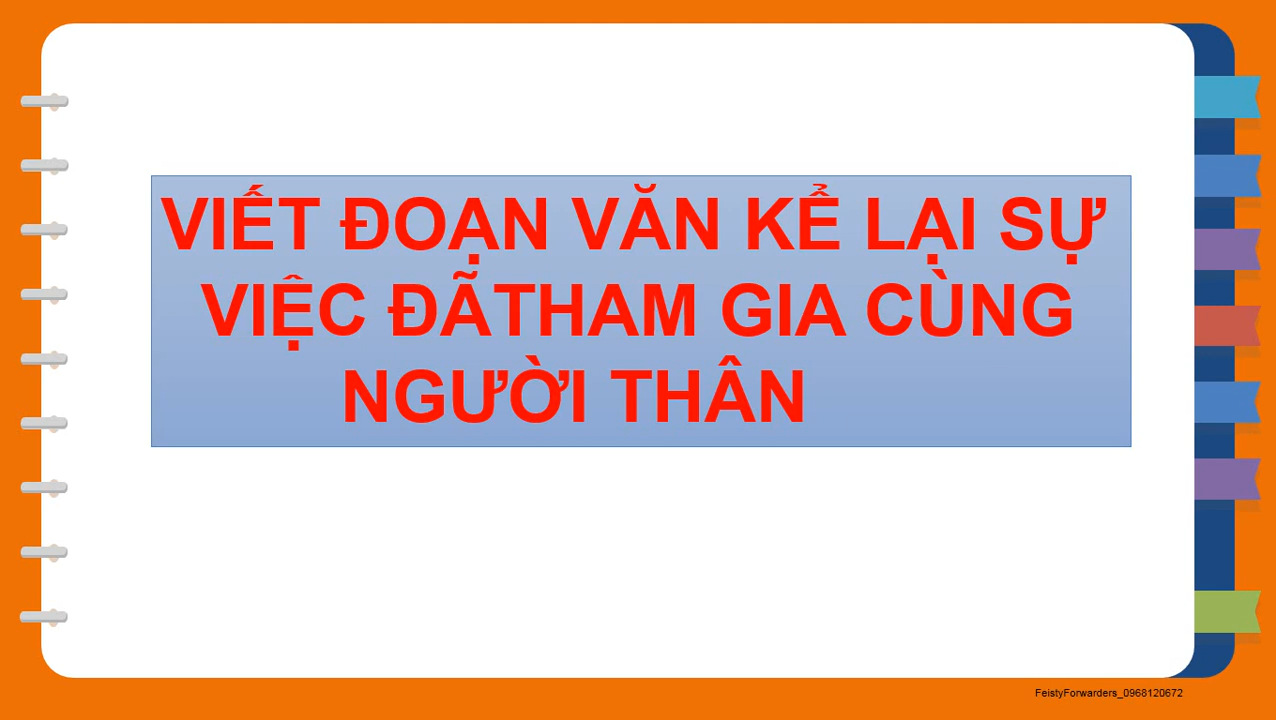 VIẾT ĐOẠN VĂN KỂ LẠI SỰ
VIỆC ĐÃTHAM GIA CÙNG
NGƯỜI THÂN
FeistyForwarders_0968120672